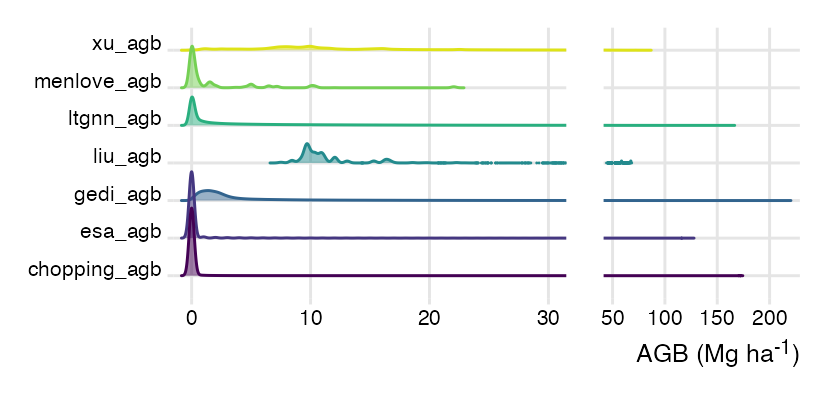 xu_agb
menlove_agb
ltgnn_agb
liu_agb
gedi_agb
esa_agb
chopping_agb
0 10 20 30 50 100 150 200
AGB (Mg ha⁻¹)